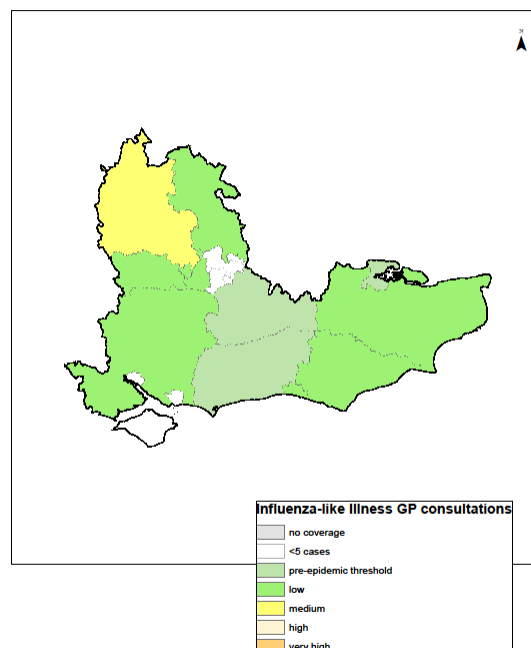 N
Influenza-like Illness GP consultations
no coverage
<5 cases
pre-epidemic threshold
low
medium
high
very high